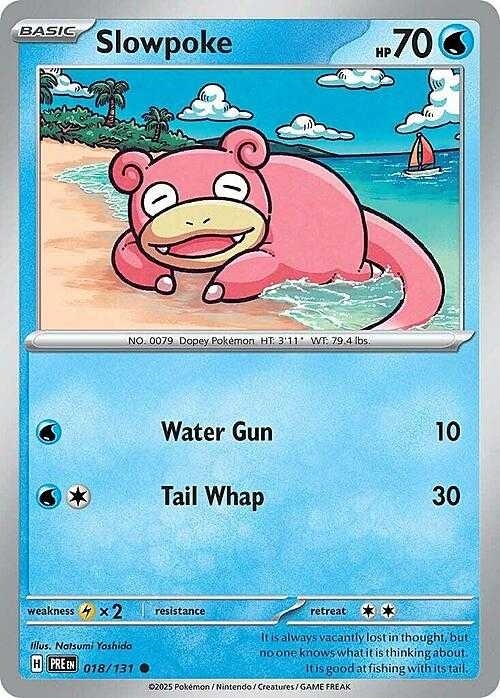 BASIC
Slowpoke
HP 70
NO. 0079 Dopey Pokémon HT: 3'11" WT: 79.4 lbs.
Water Gun 10
Tail Whap 30
weakness ×2 resistance retreat
Illus. Natsumi Yoshida
It is always vacantly lost in thought, but
no one knows what it is thinking about.
It is good at fishing with its tail.
H PRE EN 018/131
©2025 Pokémon / Nintendo / Creatures / GAME FREAK